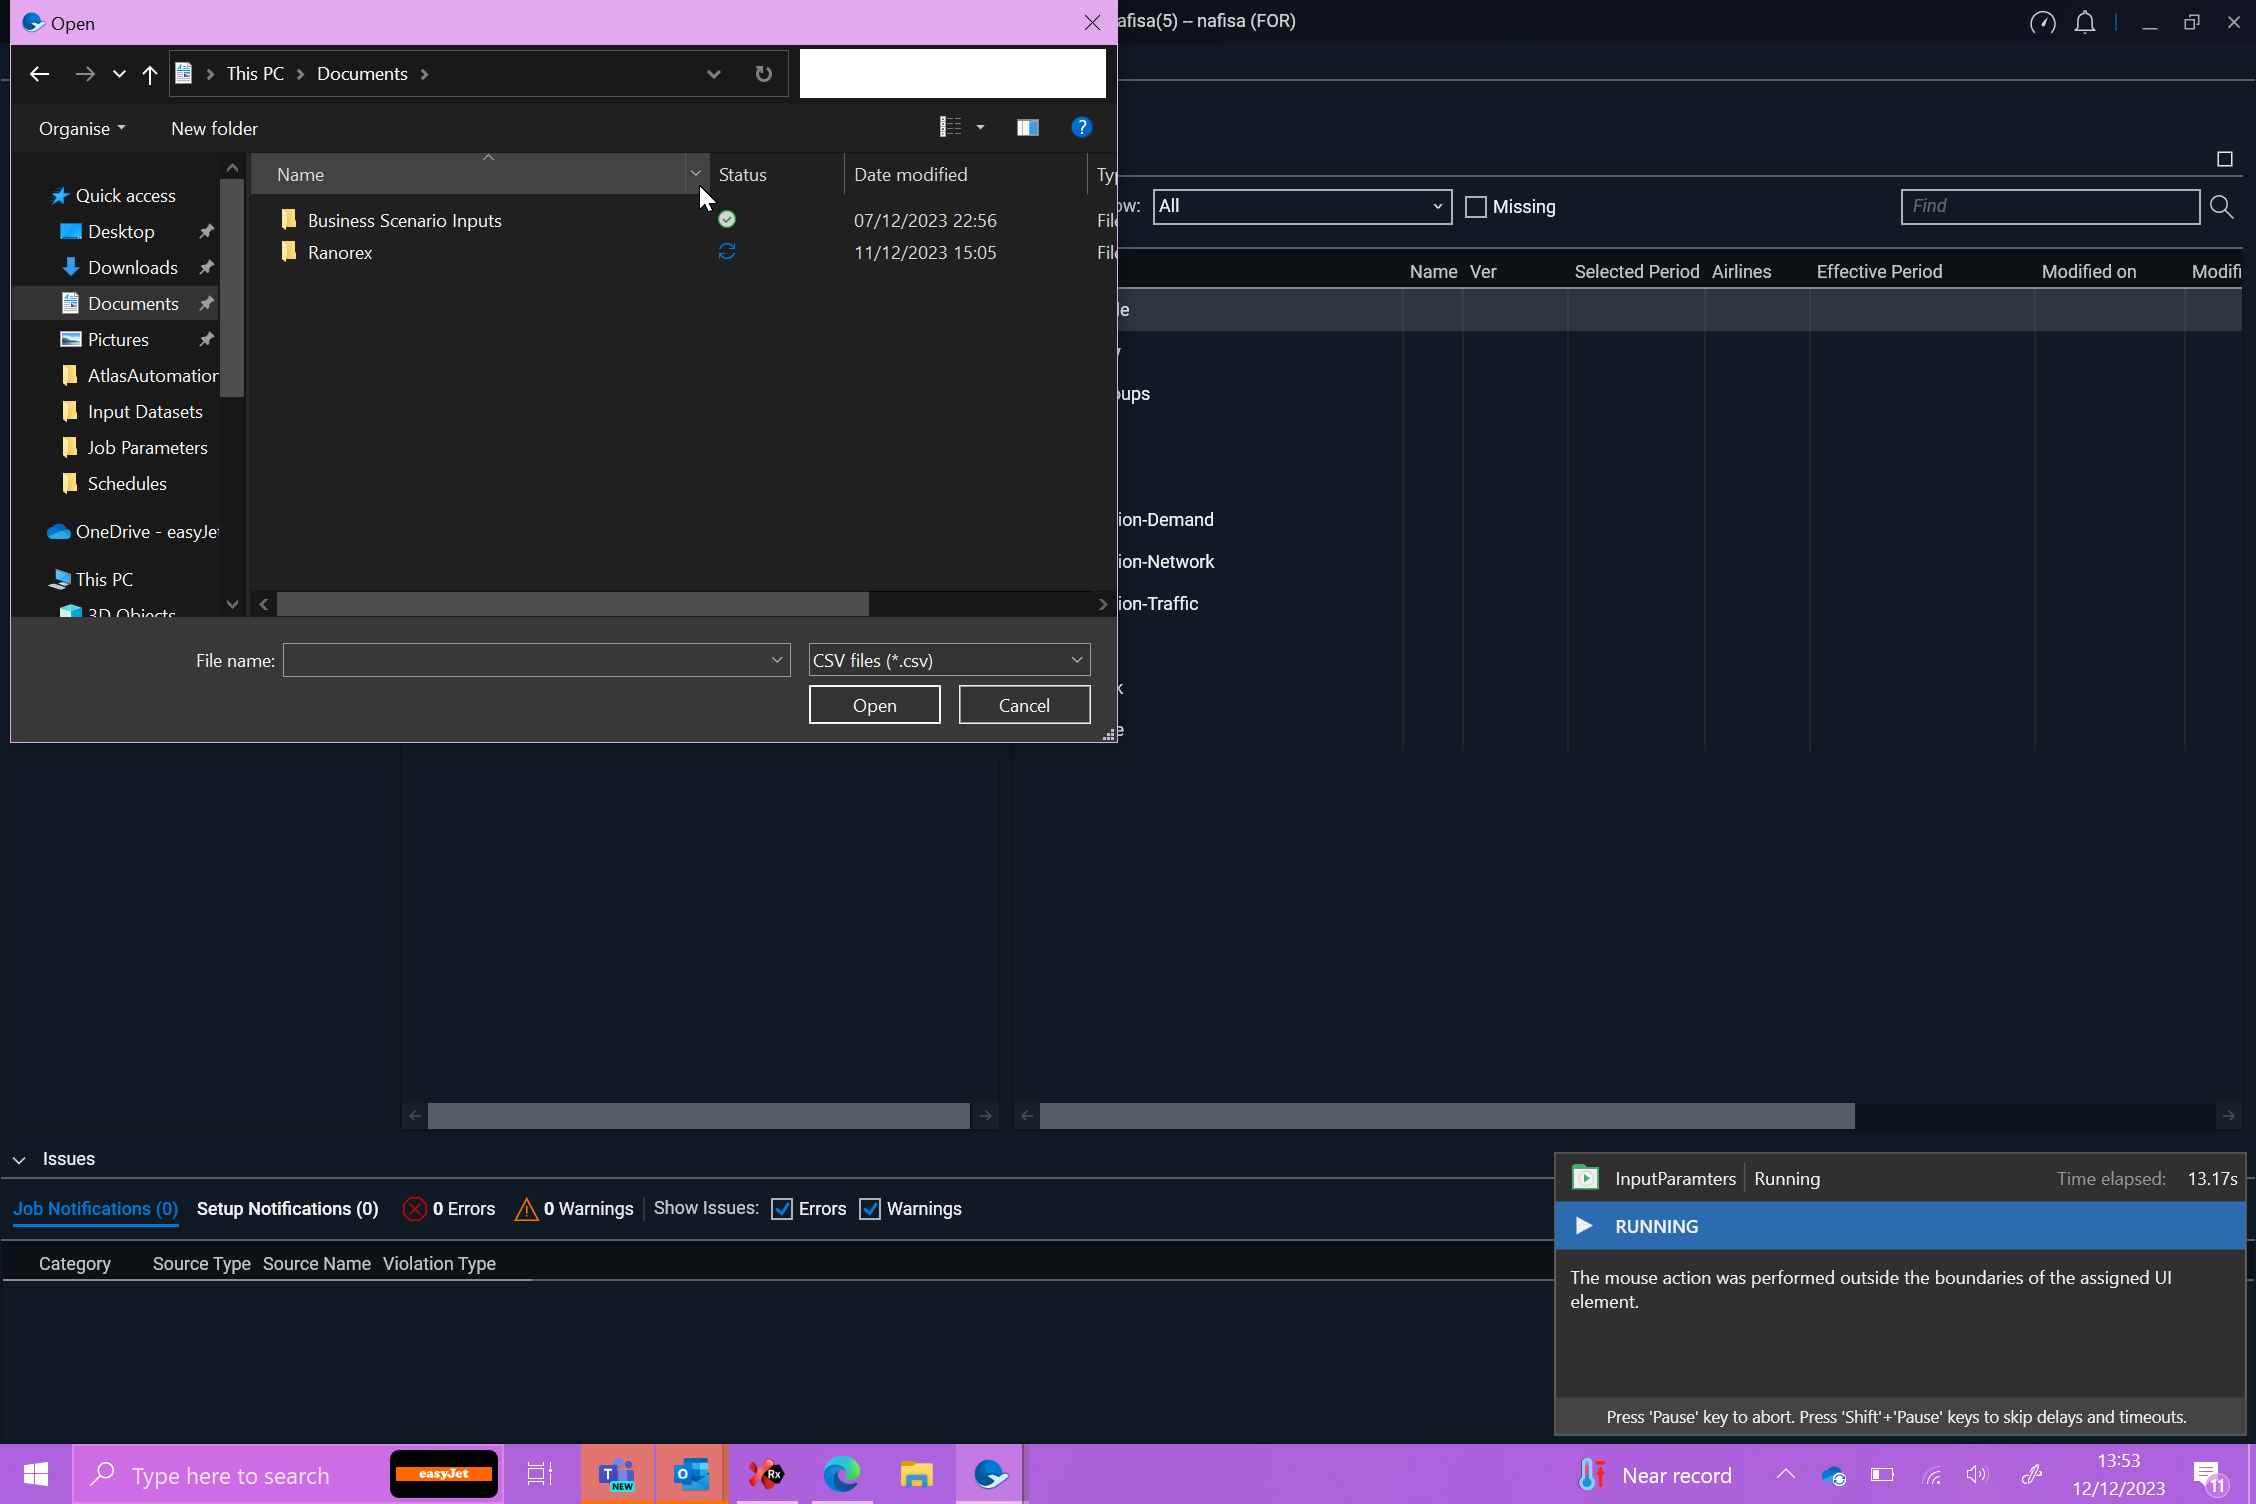 Open
afisa(5) – nafisa (FOR)
This PC
Documents
Organise
New folder
Name
Status
Date modified
Business Scenario Inputs
07/12/2023 22:56
Ranorex
11/12/2023 15:05
Quick access
Desktop
Downloads
Documents
Pictures
AtlasAutomation
Input Datasets
Job Parameters
Schedules
OneDrive - easyJet
This PC
3D Objects
File name:
CSV files (*.csv)
Open
Cancel
ow:
All
Missing
Find
Name
Ver
Selected Period
Airlines
Effective Period
Modified on
Modifi
le
oups
ion-Demand
ion-Network
ion-Traffic
k
e
Issues
Job Notifications (0)
Setup Notifications (0)
0 Errors
0 Warnings
Show Issues:
Errors
Warnings
Category
Source Type
Source Name
Violation Type
InputParamters
Running
Time elapsed:
13.17s
RUNNING
The mouse action was performed outside the boundaries of the assigned UI
element.
Press 'Pause' key to abort. Press 'Shift'+'Pause' keys to skip delays and timeouts.
Type here to search
easyJet
NEW
Rx
Near record
13:53
12/12/2023
11